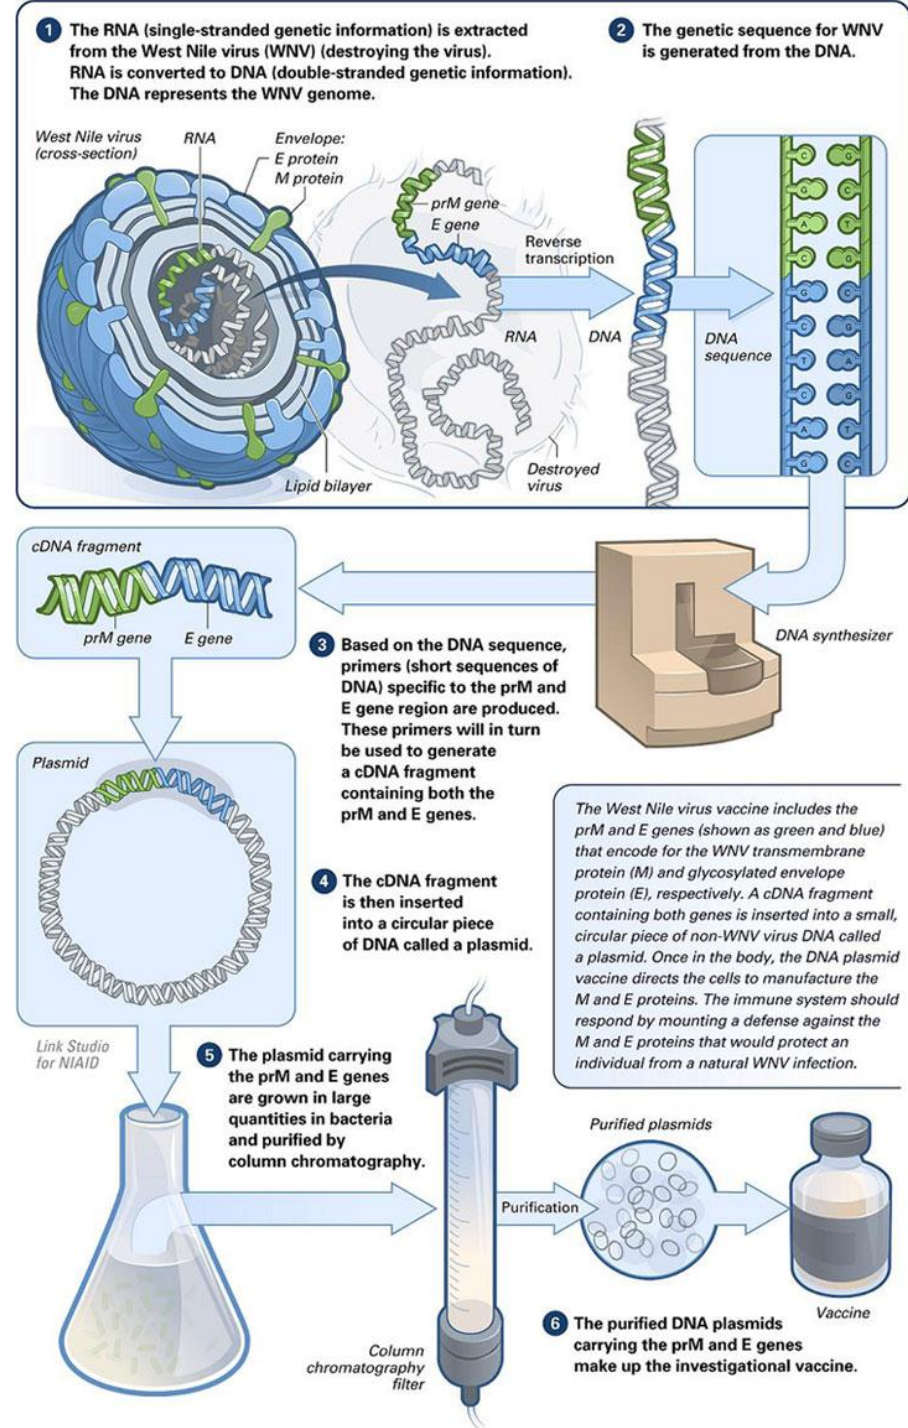 1 The RNA (single-stranded genetic information) is extracted
from the West Nile virus (WNV) (destroying the virus).
RNA is converted to DNA (double-stranded genetic information).
The DNA represents the WNV genome.
2 The genetic sequence for WNV
is generated from the DNA.
West Nile virus
(cross-section)
RNA
Envelope:
E protein
M protein
prM gene
E gene
Reverse
transcription
RNA
DNA
DNA
sequence
Lipid bilayer
Destroyed
virus
C G
G C
A T
C G
G C
C G
T A
C G
A T
G C
cDNA fragment
prM gene
E gene
DNA synthesizer
3 Based on the DNA sequence,
primers (short sequences of
DNA) specific to the prM and
E gene region are produced.
These primers will in turn
be used to generate
a cDNA fragment
containing both the
prM and E genes.
Plasmid
4 The cDNA fragment
is then inserted
into a circular piece
of DNA called a plasmid.
The West Nile virus vaccine includes the
prM and E genes (shown as green and blue)
that encode for the WNV transmembrane
protein (M) and glycosylated envelope
protein (E), respectively. A cDNA fragment
containing both genes is inserted into a small,
circular piece of non-WNV virus DNA called
a plasmid. Once in the body, the DNA plasmid
vaccine directs the cells to manufacture the
M and E proteins. The immune system should
respond by mounting a defense against the
M and E proteins that would protect an
individual from a natural WNV infection.
Link Studio
for NIAID
5 The plasmid carrying
the prM and E genes
are grown in large
quantities in bacteria
and purified by
column chromatography.
Purified plasmids
Purification
Vaccine
Column
chromatography
filter
6 The purified DNA plasmids
carrying the prM and E genes
make up the investigational vaccine.